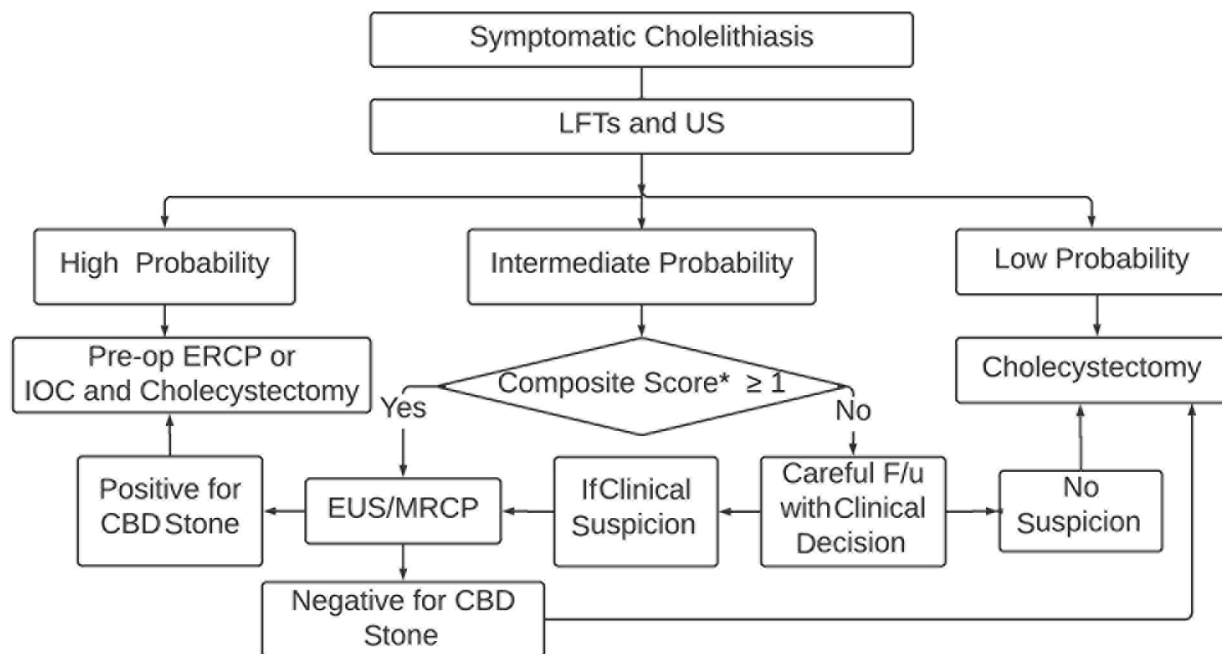 Symptomatic Cholelithiasis
LFTs and US
High Probability
Intermediate Probability
Low Probability
Pre-op ERCP or
IOC and Cholecystectomy
Composite Score* ≥ 1
Cholecystectomy
Yes
No
Positive for
CBD Stone
EUS/MRCP
If Clinical
Suspicion
Careful F/u
with Clinical
Decision
No
Suspicion
Negative for CBD
Stone